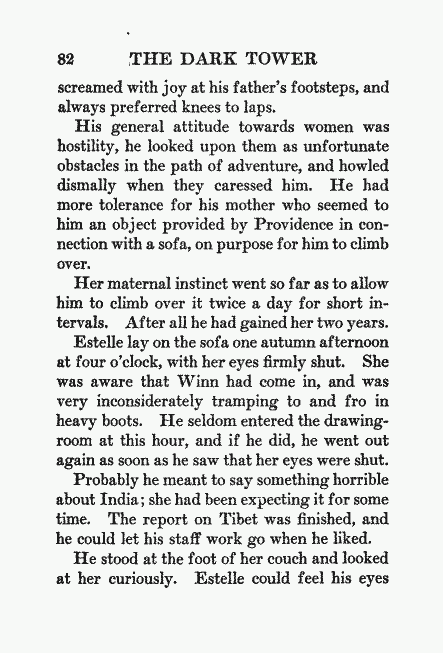 82 THE DARK TOWER
screamed with joy at his father's footsteps, and
always preferred knees to laps.
His general attitude towards women was
hostility, he looked upon them as unfortunate
obstacles in the path of adventure, and howled
dismally when they caressed him. He had
more tolerance for his mother who seemed to
him an object provided by Providence in con-
nection with a sofa, on purpose for him to climb
over.
Her maternal instinct went so far as to allow
him to climb over it twice a day for short in-
tervals. After all he had gained her two years.
Estelle lay on the sofa one autumn afternoon
at four o'clock, with her eyes firmly shut. She
was aware that Winn had come in, and was
very inconsiderately tramping to and fro in
heavy boots. He seldom entered the drawing-
room at this hour, and if he did, he went out
again as soon as he saw that her eyes were shut.
Probably he meant to say something horrible
about India; she had been expecting it for some
time. The report on Tibet was finished, and
he could let his staff work go when he liked.
He stood at the foot of her couch and looked
at her curiously. Estelle could feel his eyes